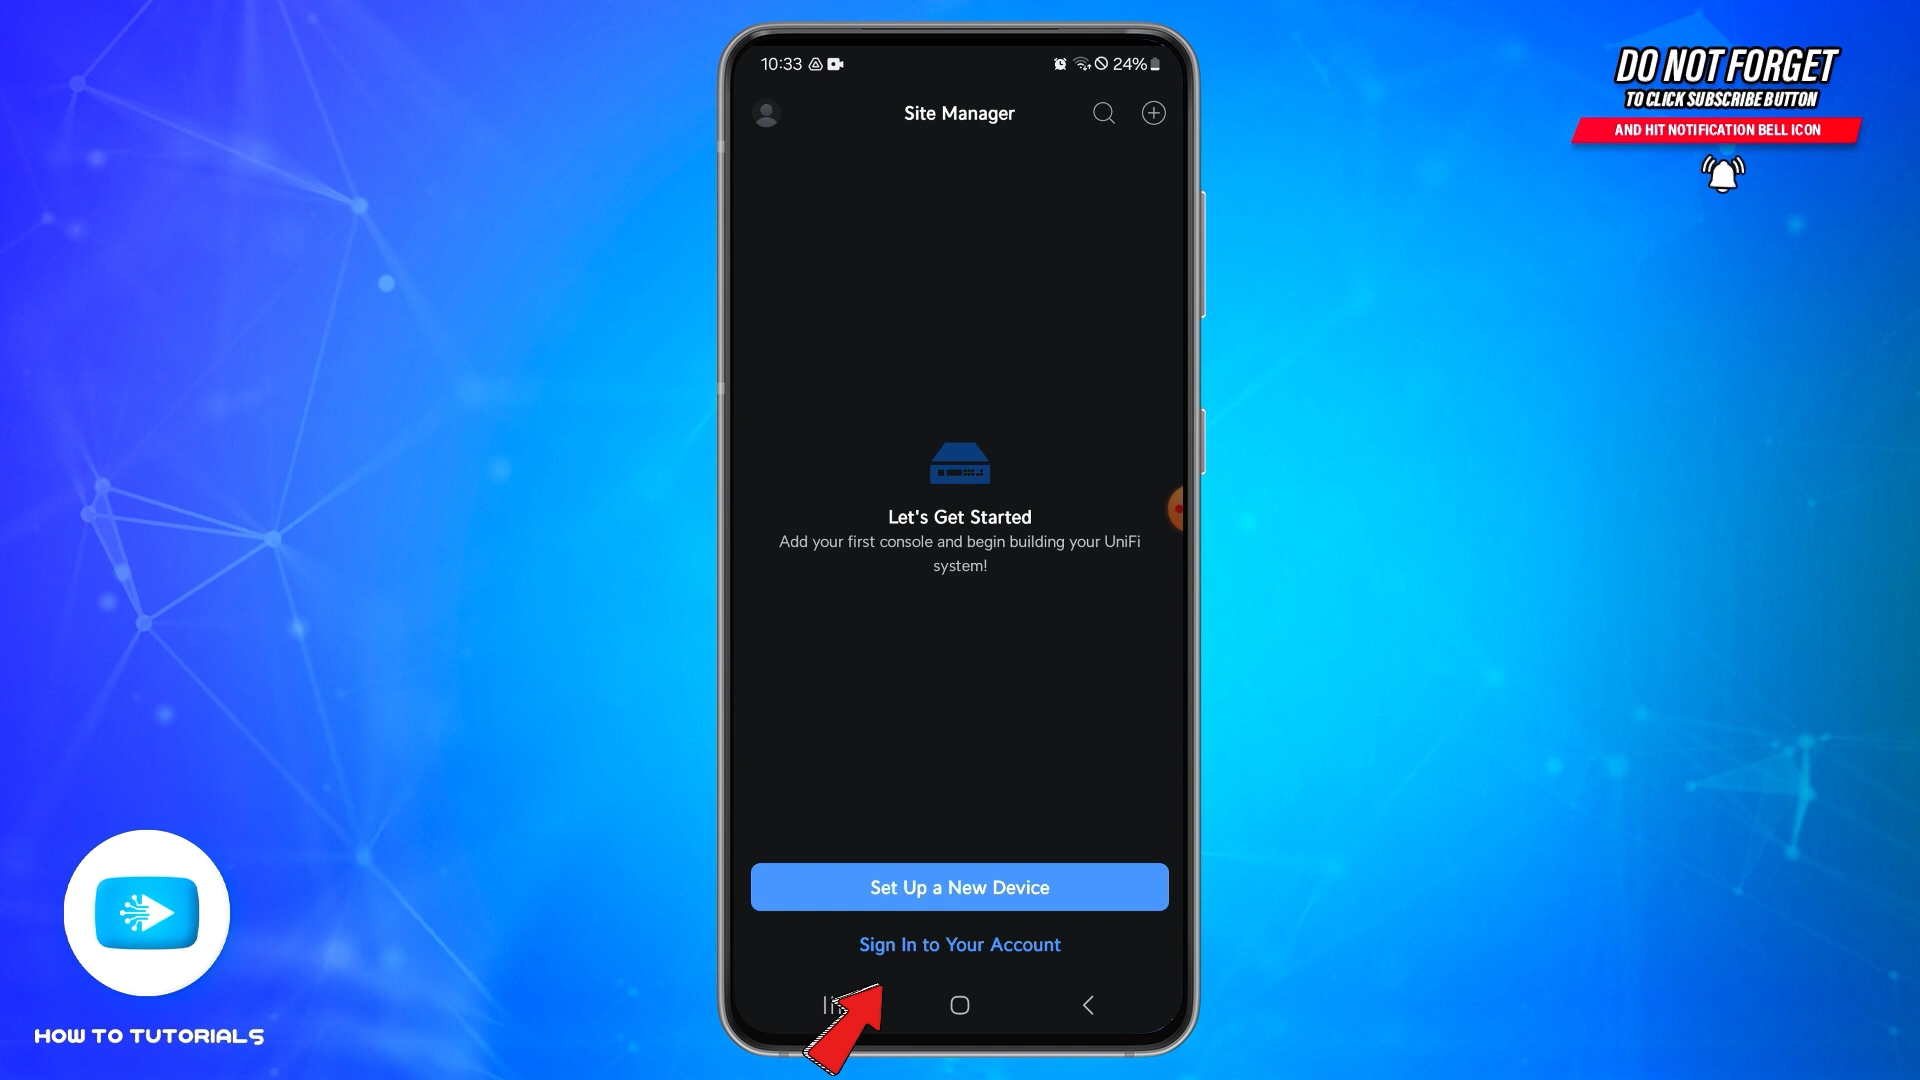 10:33
24%
Site Manager
Let's Get Started
Add your first console and begin building your UniFi
system!
Set Up a New Device
Sign In to Your Account
DO NOT FORGET
TO CLICK SUBSCRIBE BUTTON
AND HIT NOTIFICATION BELL ICON
HOW TO TUTORIALS